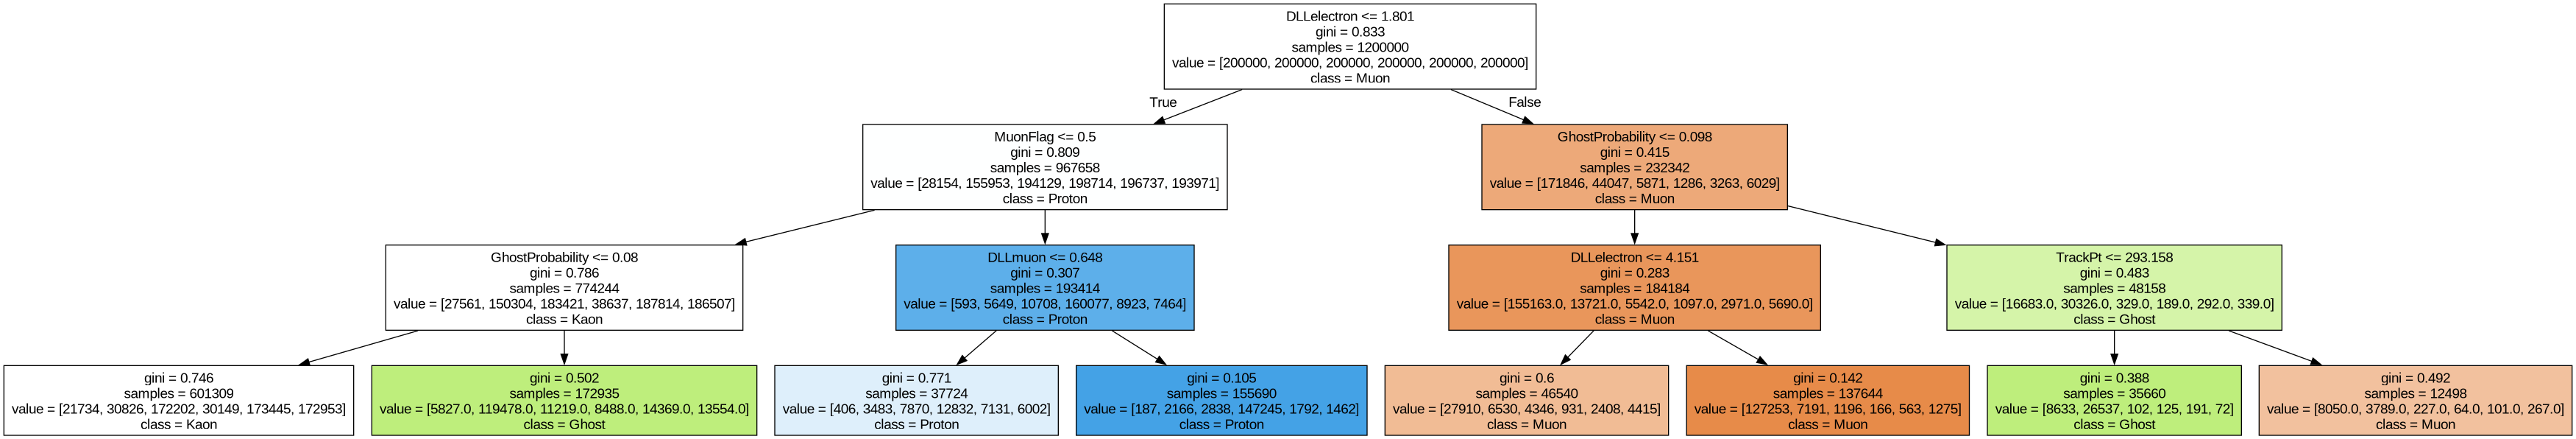 DLLelectron <= 1.801
gini = 0.833
samples = 1200000
value = [200000, 200000, 200000, 200000, 200000, 200000]
class = Muon
True
False
MuonFlag <= 0.5
gini = 0.809
samples = 967658
value = [28154, 155953, 194129, 198714, 196737, 193971]
class = Proton
GhostProbability <= 0.098
gini = 0.415
samples = 232342
value = [171846, 44047, 5871, 1286, 3263, 6029]
class = Muon
GhostProbability <= 0.08
gini = 0.786
samples = 774244
value = [27561, 150304, 183421, 38637, 187814, 186507]
class = Kaon
DLLmuon <= 0.648
gini = 0.307
samples = 193414
value = [593, 5649, 10708, 160077, 8923, 7464]
class = Proton
DLLelectron <= 4.151
gini = 0.283
samples = 184184
value = [155163.0, 13721.0, 5542.0, 1097.0, 2971.0, 5690.0]
class = Muon
TrackPt <= 293.158
gini = 0.483
samples = 48158
value = [16683.0, 30326.0, 329.0, 189.0, 292.0, 339.0]
class = Ghost
gini = 0.746
samples = 601309
value = [21734, 30826, 172202, 30149, 173445, 172953]
class = Kaon
gini = 0.502
samples = 172935
value = [5827.0, 119478.0, 11219.0, 8488.0, 14369.0, 13554.0]
class = Ghost
gini = 0.771
samples = 37724
value = [406, 3483, 7870, 12832, 7131, 6002]
class = Proton
gini = 0.105
samples = 155690
value = [187, 2166, 2838, 147245, 1792, 1462]
class = Proton
gini = 0.6
samples = 46540
value = [27910, 6530, 4346, 931, 2408, 4415]
class = Muon
gini = 0.142
samples = 137644
value = [127253, 7191, 1196, 166, 563, 1275]
class = Muon
gini = 0.388
samples = 35660
value = [8633, 26537, 102, 125, 191, 72]
class = Ghost
gini = 0.492
samples = 12498
value = [8050.0, 3789.0, 227.0, 64.0, 101.0, 267.0]
class = Muon